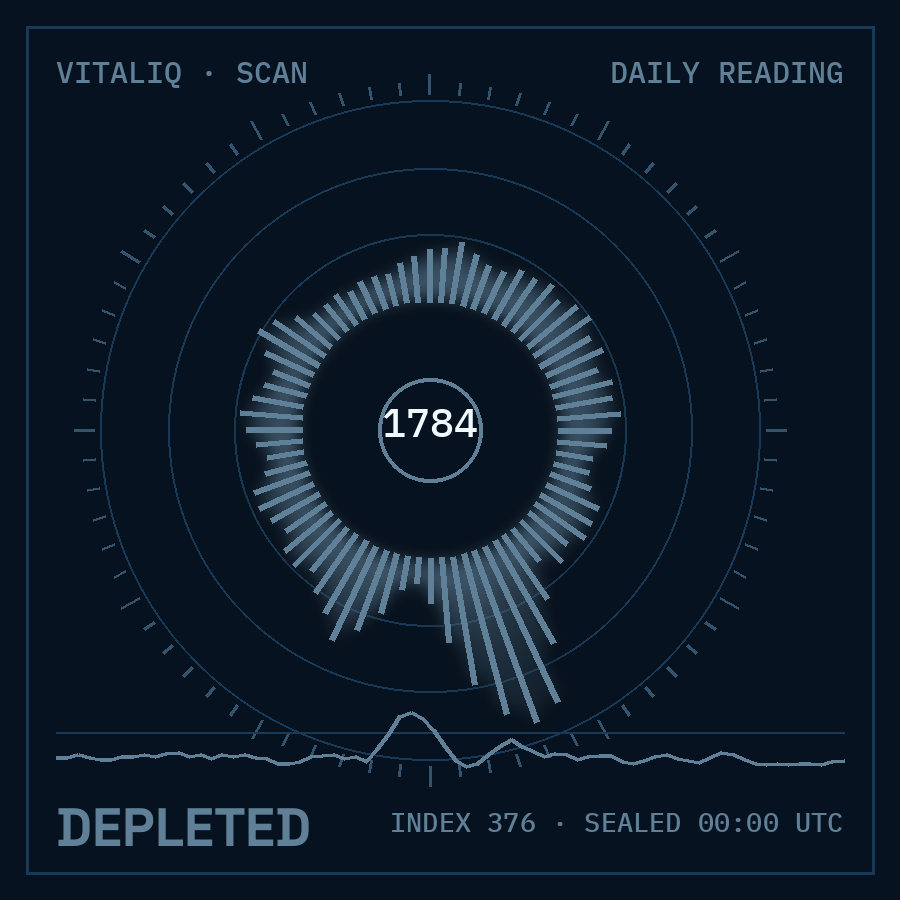 VITALIQ · SCAN
DAILY READING
1784
DEPLETED
INDEX 376 · SEALED 00:00 UTC